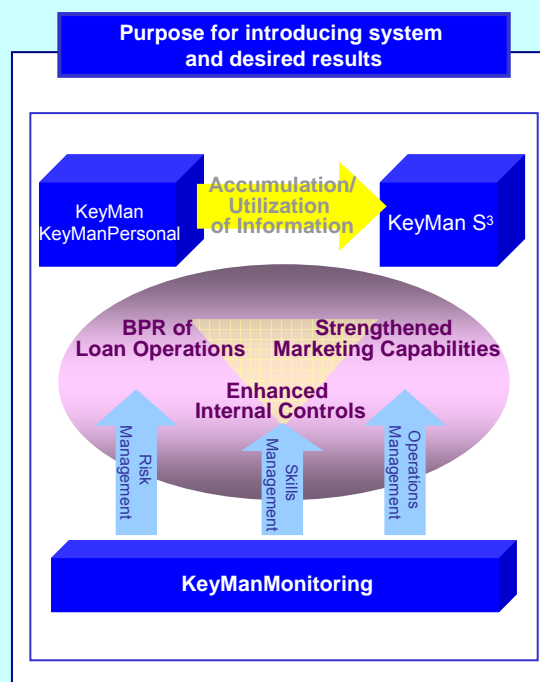 Purpose for introducing system
and desired results
KeyMan
KeyManPersonal
Accumulation/
Utilization
of Information
KeyMan S³
BPR of
Loan Operations
Strengthened
Marketing Capabilities
Enhanced
Internal Controls
Risk
Management
Skills
Management
Operations
Management
KeyManMonitoring